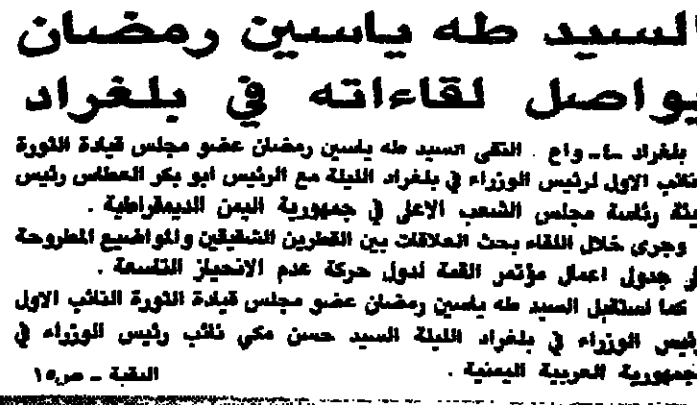 السيد طه ياسين رمضان
يواصل لقاءاته في بلغراد
بلغراد ـ٤ـ واع . التقى السيد طه ياسين رمضان عضو مجلس قيادة الثورة
النائب الاول لرئيس الوزراء في بلغراد الليلة مع الرئيس ابو بكر العطاس رئيس
هيئة رئاسة مجلس الشعب الاعلى في جمهورية اليمن الديمقراطية .
وجرى خلال اللقاء بحث العلاقات بين القطرين الشقيقين والمواضيع المطروحة
جدول اعمال مؤتمر القمة لدول حركة عدم الانحياز التاسعة .
كما استقبل السيد طه ياسين رمضان عضو مجلس قيادة الثورة النائب الاول
لرئيس الوزراء في بلغراد الليلة السيد حسن مكي نائب رئيس الوزراء في
الجمهورية العربية اليمنية .
البقية ـ ص١٥